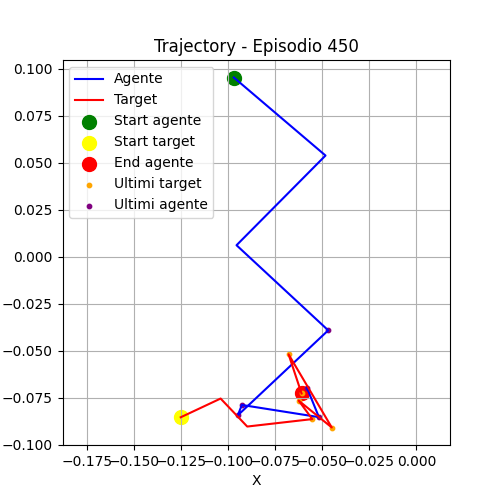 Trajectory - Episodio 450
0.100
0.075
0.050
0.025
0.000
−0.025
−0.050
−0.075
−0.100
Agente
Target
Start agente
Start target
End agente
Ultimi target
Ultimi agente
−0.175−0.150−0.125−0.100−0.075−0.050−0.025 0.000
X